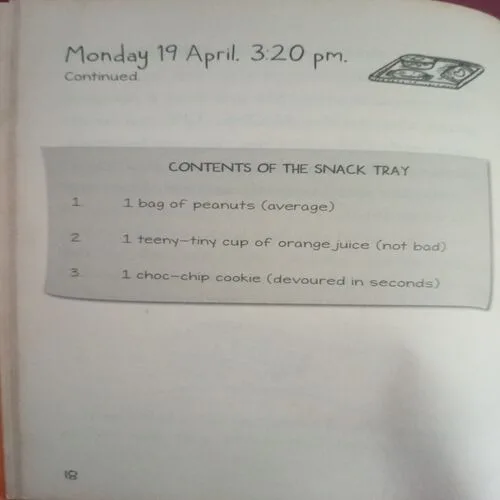 Monday 19 April. 3:20 pm.
Continued.
CONTENTS OF THE SNACK TRAY
1. 1 bag of peanuts (average)
2. 1 teeny-tiny cup of orange juice (not bad)
3. 1 choc-chip cookie (devoured in seconds)
18